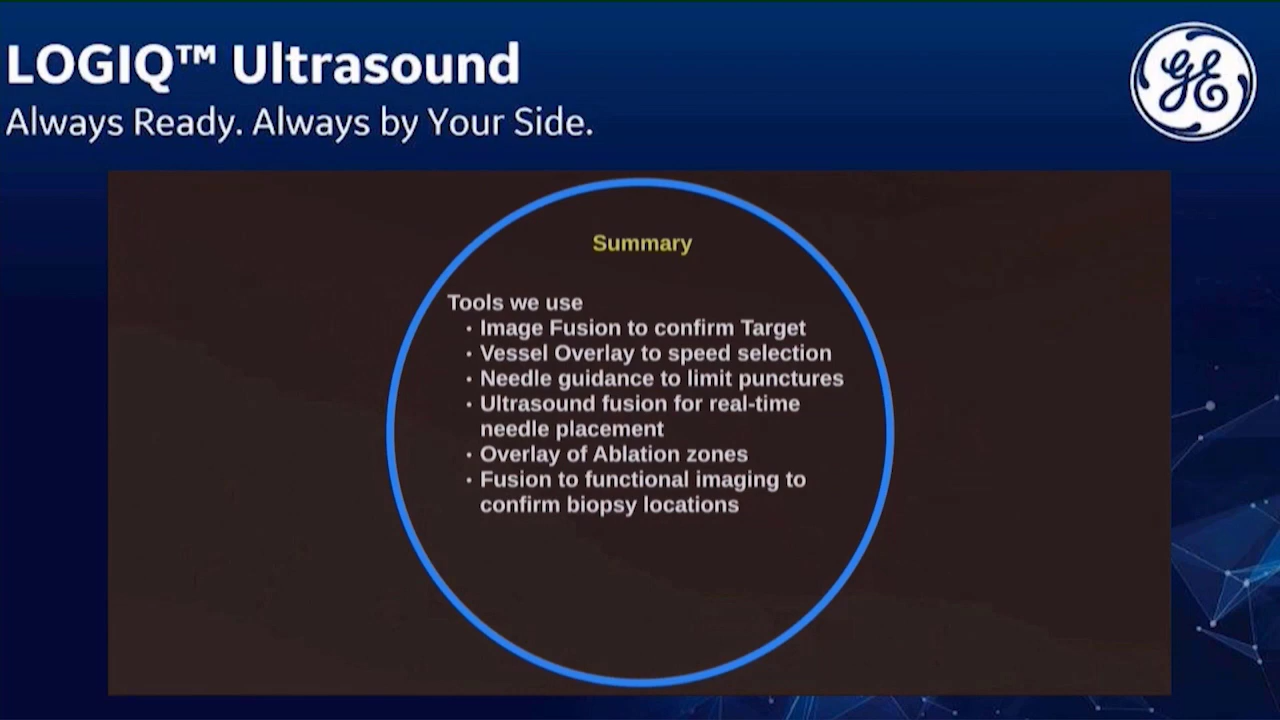 LOGIQ™ Ultrasound
Always Ready. Always by Your Side.
GE
Summary
Tools we use
• Image Fusion to confirm Target
• Vessel Overlay to speed selection
• Needle guidance to limit punctures
• Ultrasound fusion for real-time
needle placement
• Overlay of Ablation zones
• Fusion to functional imaging to
confirm biopsy locations